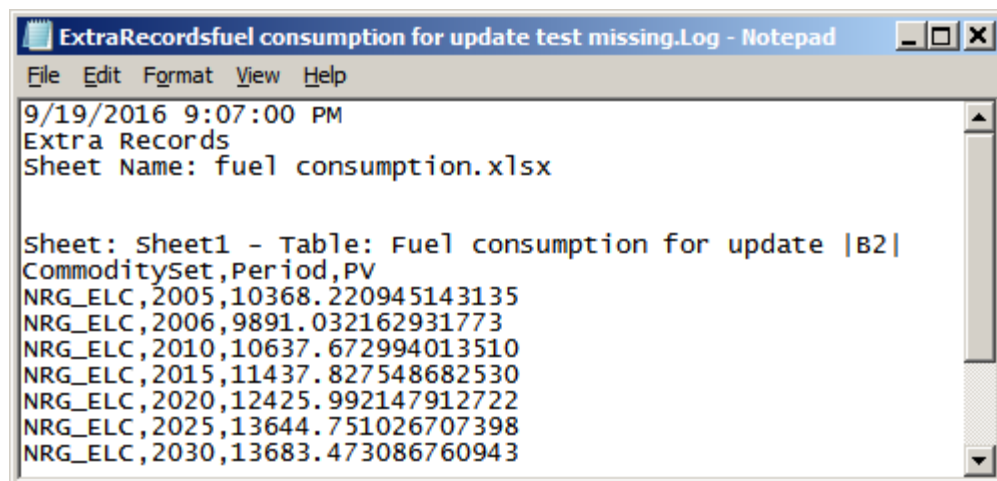 ExtraRecordsfuel consumption for update test missing.Log - Notepad
File Edit Format View Help
9/19/2016 9:07:00 PM
Extra Records
Sheet Name: fuel consumption.xlsx
Sheet: Sheet1 - Table: Fuel consumption for update |B2|
CommoditySet,Period,PV
NRG_ELC,2005,10368.220945143135
NRG_ELC,2006,9891.032162931773
NRG_ELC,2010,10637.672994013510
NRG_ELC,2015,11437.827548682530
NRG_ELC,2020,12425.992147912722
NRG_ELC,2025,13644.751026707398
NRG_ELC,2030,13683.473086760943